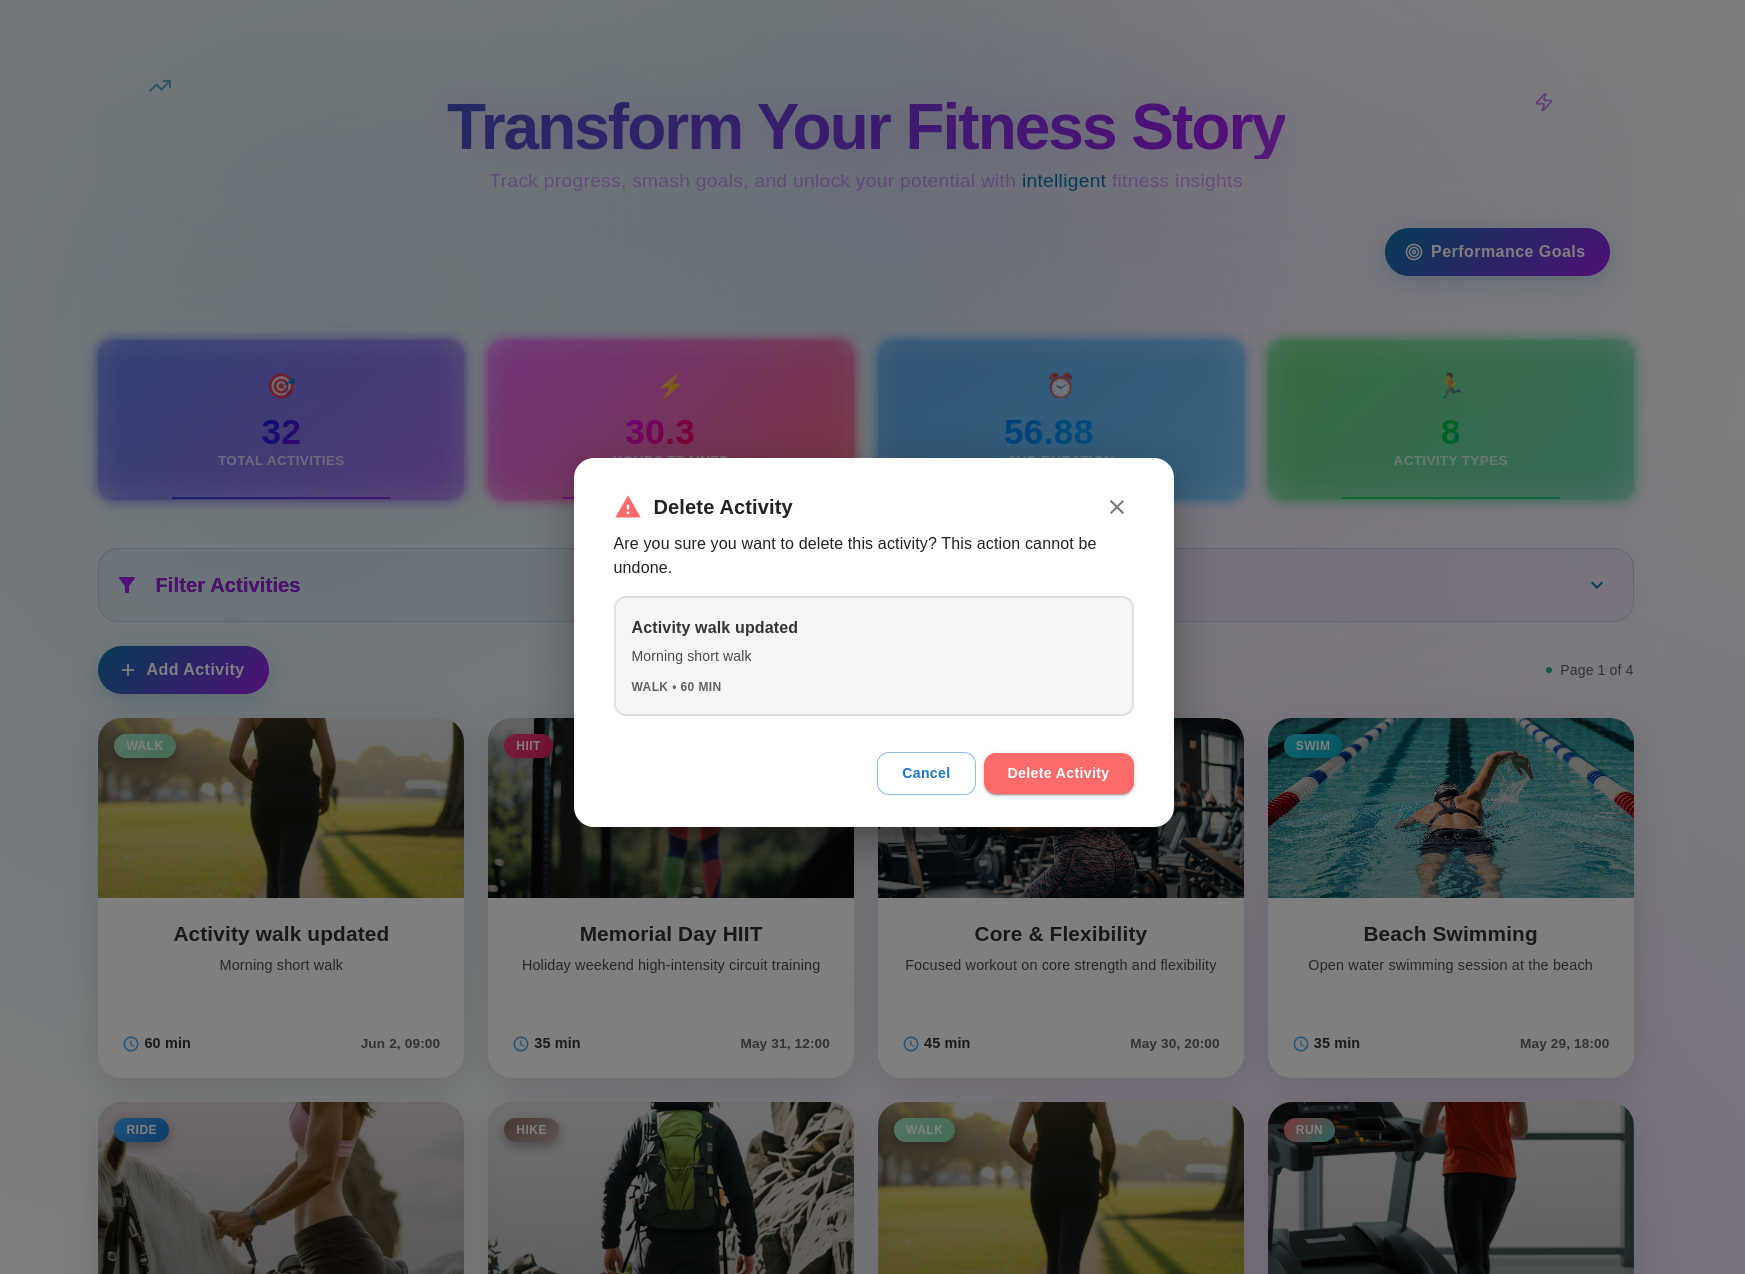 Transform Your Fitness Story
Track progress, smash goals, and unlock your potential with intelligent fitness insights
Performance Goals
32
TOTAL ACTIVITIES
30.3
HOURS TRAINED
56.88
AVG DURATION
8
ACTIVITY TYPES
Filter Activities
Add Activity
Page 1 of 4
Delete Activity
Are you sure you want to delete this activity? This action cannot be
undone.
Activity walk updated
Morning short walk
WALK • 60 MIN
Cancel
Delete Activity
WALK
Activity walk updated
Morning short walk
60 min
Jun 2, 09:00
HIIT
Memorial Day HIIT
Holiday weekend high-intensity circuit training
35 min
May 31, 12:00
Core & Flexibility
Focused workout on core strength and flexibility
45 min
May 30, 20:00
SWIM
Beach Swimming
Open water swimming session at the beach
35 min
May 29, 18:00
RIDE
HIKE
WALK
RUN